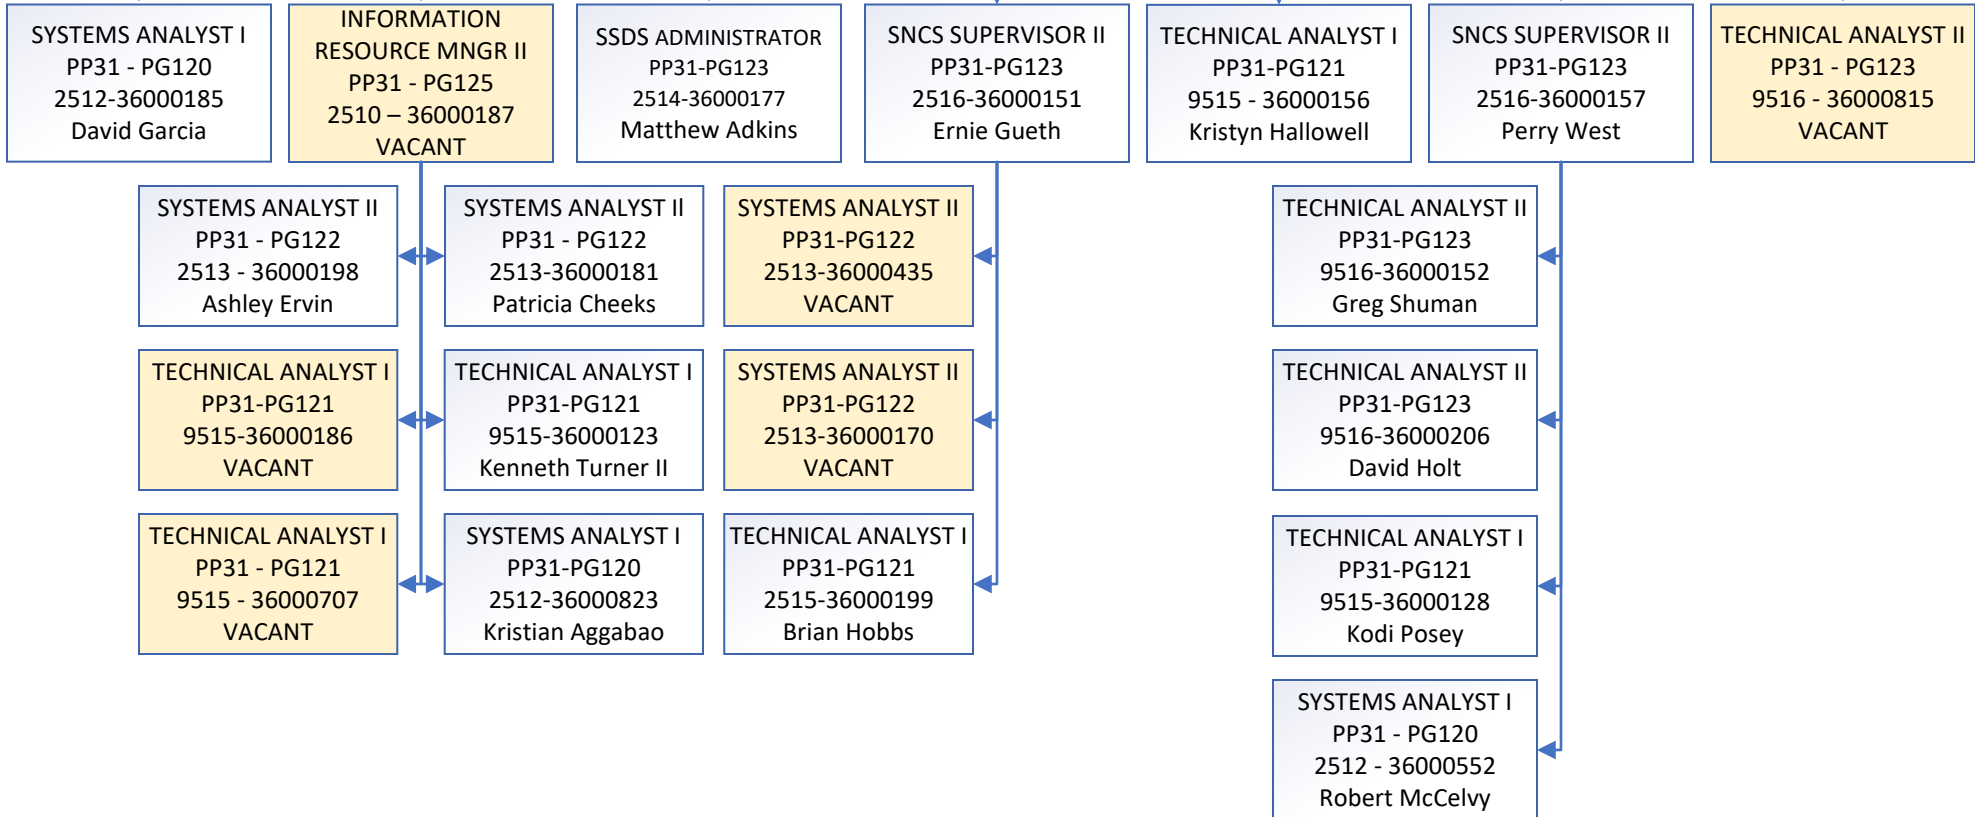 SYSTEMS ANALYST I
PP31 - PG120
2512-36000185
David Garcia
INFORMATION
RESOURCE MNGR II
PP31 - PG125
2510 – 36000187
VACANT
SSDS ADMINISTRATOR
PP31-PG123
2514-36000177
Matthew Adkins
SNCS SUPERVISOR II
PP31-PG123
2516-36000151
Ernie Gueth
TECHNICAL ANALYST I
PP31-PG121
9515 - 36000156
Kristyn Hallowell
SNCS SUPERVISOR II
PP31-PG123
2516-36000157
Perry West
TECHNICAL ANALYST II
PP31 - PG123
9516 - 36000815
VACANT
SYSTEMS ANALYST II
PP31 - PG122
2513 - 36000198
Ashley Ervin
SYSTEMS ANALYST Il
PP31 - PG122
2513-36000181
Patricia Cheeks
SYSTEMS ANALYST II
PP31-PG122
2513-36000435
VACANT
TECHNICAL ANALYST II
PP31-PG123
9516-36000152
Greg Shuman
TECHNICAL ANALYST I
PP31-PG121
9515-36000186
VACANT
TECHNICAL ANALYST I
PP31-PG121
9515-36000123
Kenneth Turner II
SYSTEMS ANALYST II
PP31-PG122
2513-36000170
VACANT
TECHNICAL ANALYST II
PP31-PG123
9516-36000206
David Holt
TECHNICAL ANALYST I
PP31 - PG121
9515 - 36000707
VACANT
SYSTEMS ANALYST I
PP31-PG120
2512-36000823
Kristian Aggabao
TECHNICAL ANALYST I
PP31-PG121
2515-36000199
Brian Hobbs
TECHNICAL ANALYST I
PP31-PG121
9515-36000128
Kodi Posey
SYSTEMS ANALYST I
PP31 - PG120
2512 - 36000552
Robert McCelvy